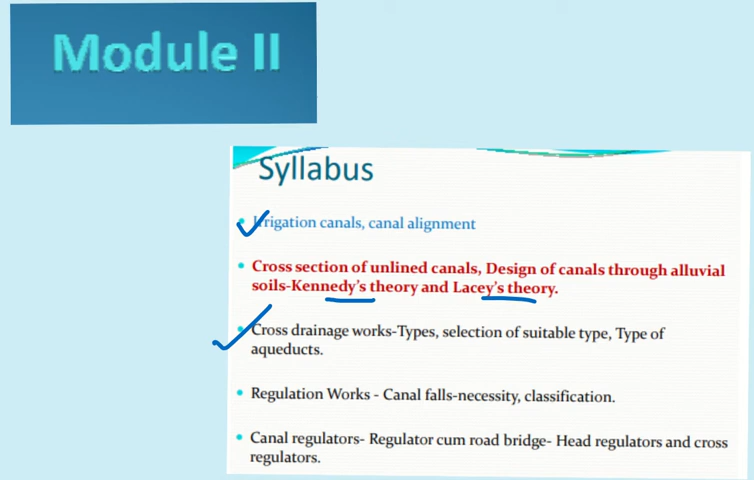 Module II
Syllabus
Irrigation canals, canal alignment
Cross section of unlined canals, Design of canals through alluvial
soils-Kennedy's theory and Lacey's theory.
Cross drainage works-Types, selection of suitable type, Type of
aqueducts.
Regulation Works - Canal falls-necessity, classification.
Canal regulators- Regulator cum road bridge- Head regulators and cross
regulators.